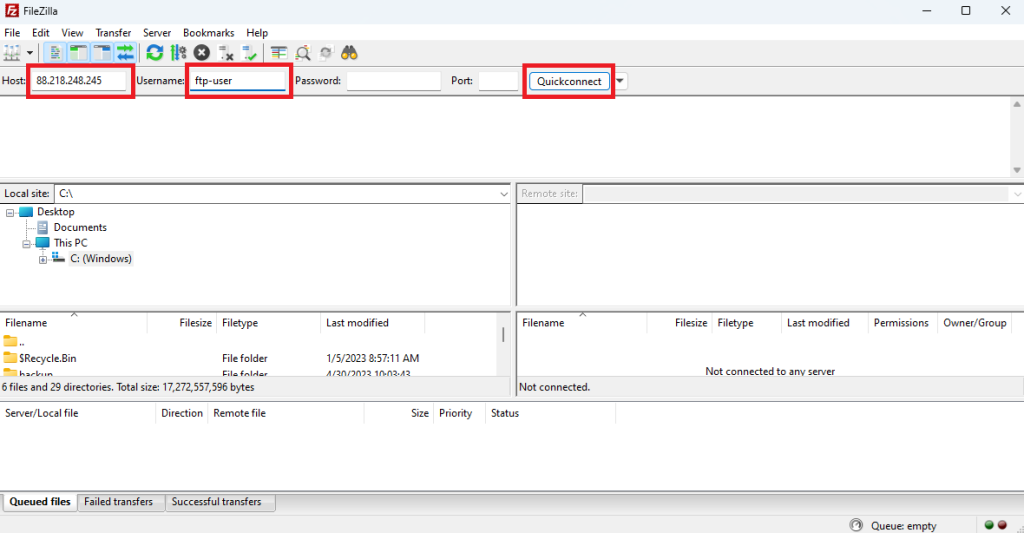 FileZilla
File Edit View Transfer Server Bookmarks Help
Host: 88.218.248.245 Username: ftp-user Password: Port: Quickconnect
Local site: C:\ Remote site:
Desktop
Documents
This PC
C: (Windows)
Filename Filesize Filetype Last modified Filename Filesize Filetype Last modified Permissions Owner/Group
..
$Recycle.Bin File folder 1/5/2023 8:57:11 AM
Not connected to any server
backup File folder 4/30/2023 10:03:43
6 files and 29 directories. Total size: 17,272,557,596 bytes Not connected.
Server/Local file Direction Remote file Size Priority Status
Queued files Failed transfers Successful transfers
Queue: empty